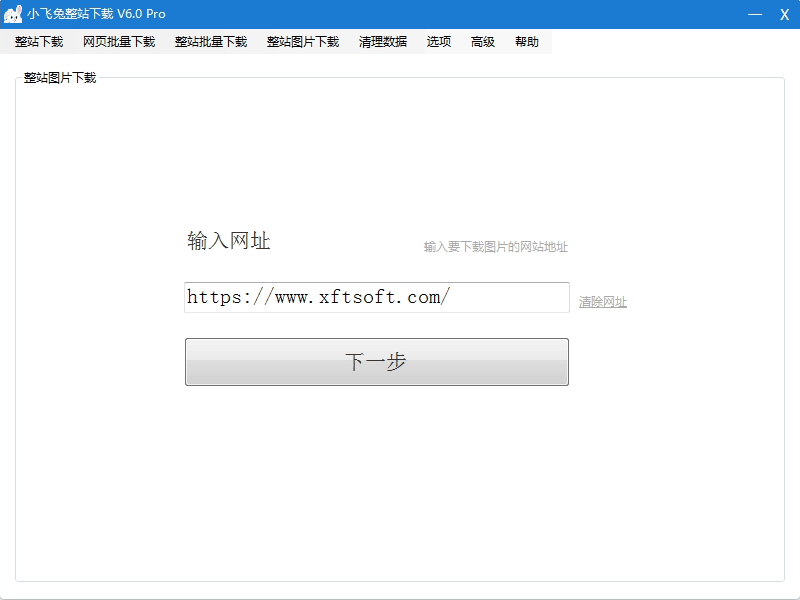 小飞兔整站下载 V6.0 Pro
整站下载 网页批量下载 整站批量下载 整站图片下载 清理数据 选项 高级 帮助
整站图片下载
输入网址 输入要下载图片的网站地址
https://www.xftsoft.com/ 清除网址
下一步